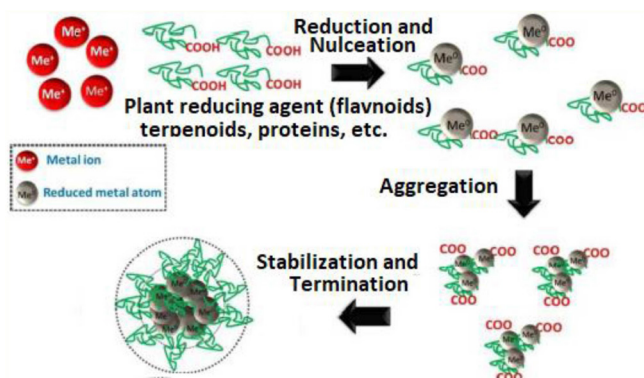 Reduction and
Nulceation
Me⁺
Me⁺
Me⁺
Me⁺
Me⁺
COOH
COOH
COOH
COOH
Me⁰
COO
Me⁰
COO
Me⁰
COO
Me⁰
COO
Me⁰
COO
Plant reducing agent (flavnoids)
terpenoids, proteins, etc.
Me⁺ Metal ion
Me⁰ Reduced metal atom
Aggregation
Stabilization and
Termination
COO
COO
COO
COO
COO
COO
COO
COO
COO